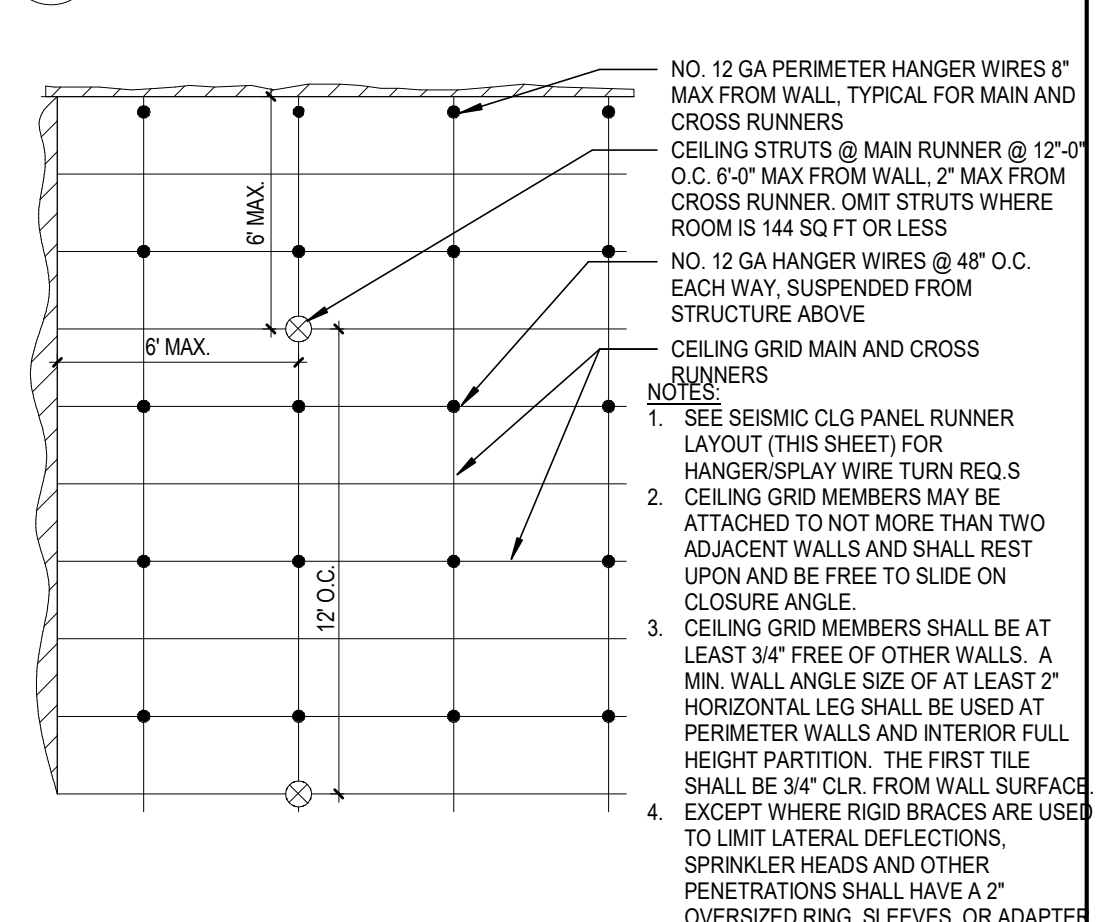 NO. 12 GA PERIMETER HANGER WIRES 8"
MAX FROM WALL, TYPICAL FOR MAIN AND
CROSS RUNNERS
CEILING STRUTS @ MAIN RUNNER @ 12"-0"
O.C. 6'-0" MAX FROM WALL, 2" MAX FROM
CROSS RUNNER. OMIT STRUTS WHERE
ROOM IS 144 SQ FT OR LESS
NO. 12 GA HANGER WIRES @ 48" O.C.
EACH WAY, SUSPENDED FROM
STRUCTURE ABOVE
CEILING GRID MAIN AND CROSS
RUNNERS
6' MAX.
6' MAX.
12' O.C.
NOTES:
1. SEE SEISMIC CLG PANEL RUNNER
LAYOUT (THIS SHEET) FOR
HANGER/SPLAY WIRE TURN REQ.S
2. CEILING GRID MEMBERS MAY BE
ATTACHED TO NOT MORE THAN TWO
ADJACENT WALLS AND SHALL REST
UPON AND BE FREE TO SLIDE ON
CLOSURE ANGLE.
3. CEILING GRID MEMBERS SHALL BE AT
LEAST 3/4" FREE OF OTHER WALLS. A
MIN. WALL ANGLE SIZE OF AT LEAST 2"
HORIZONTAL LEG SHALL BE USED AT
PERIMETER WALLS AND INTERIOR FULL
HEIGHT PARTITION. THE FIRST TILE
SHALL BE 3/4" CLR. FROM WALL SURFACE.
4. EXCEPT WHERE RIGID BRACES ARE USED
TO LIMIT LATERAL DEFLECTIONS,
SPRINKLER HEADS AND OTHER
PENETRATIONS SHALL HAVE A 2"
OVERSIZED RING, SLEEVES, OR ADAPTER